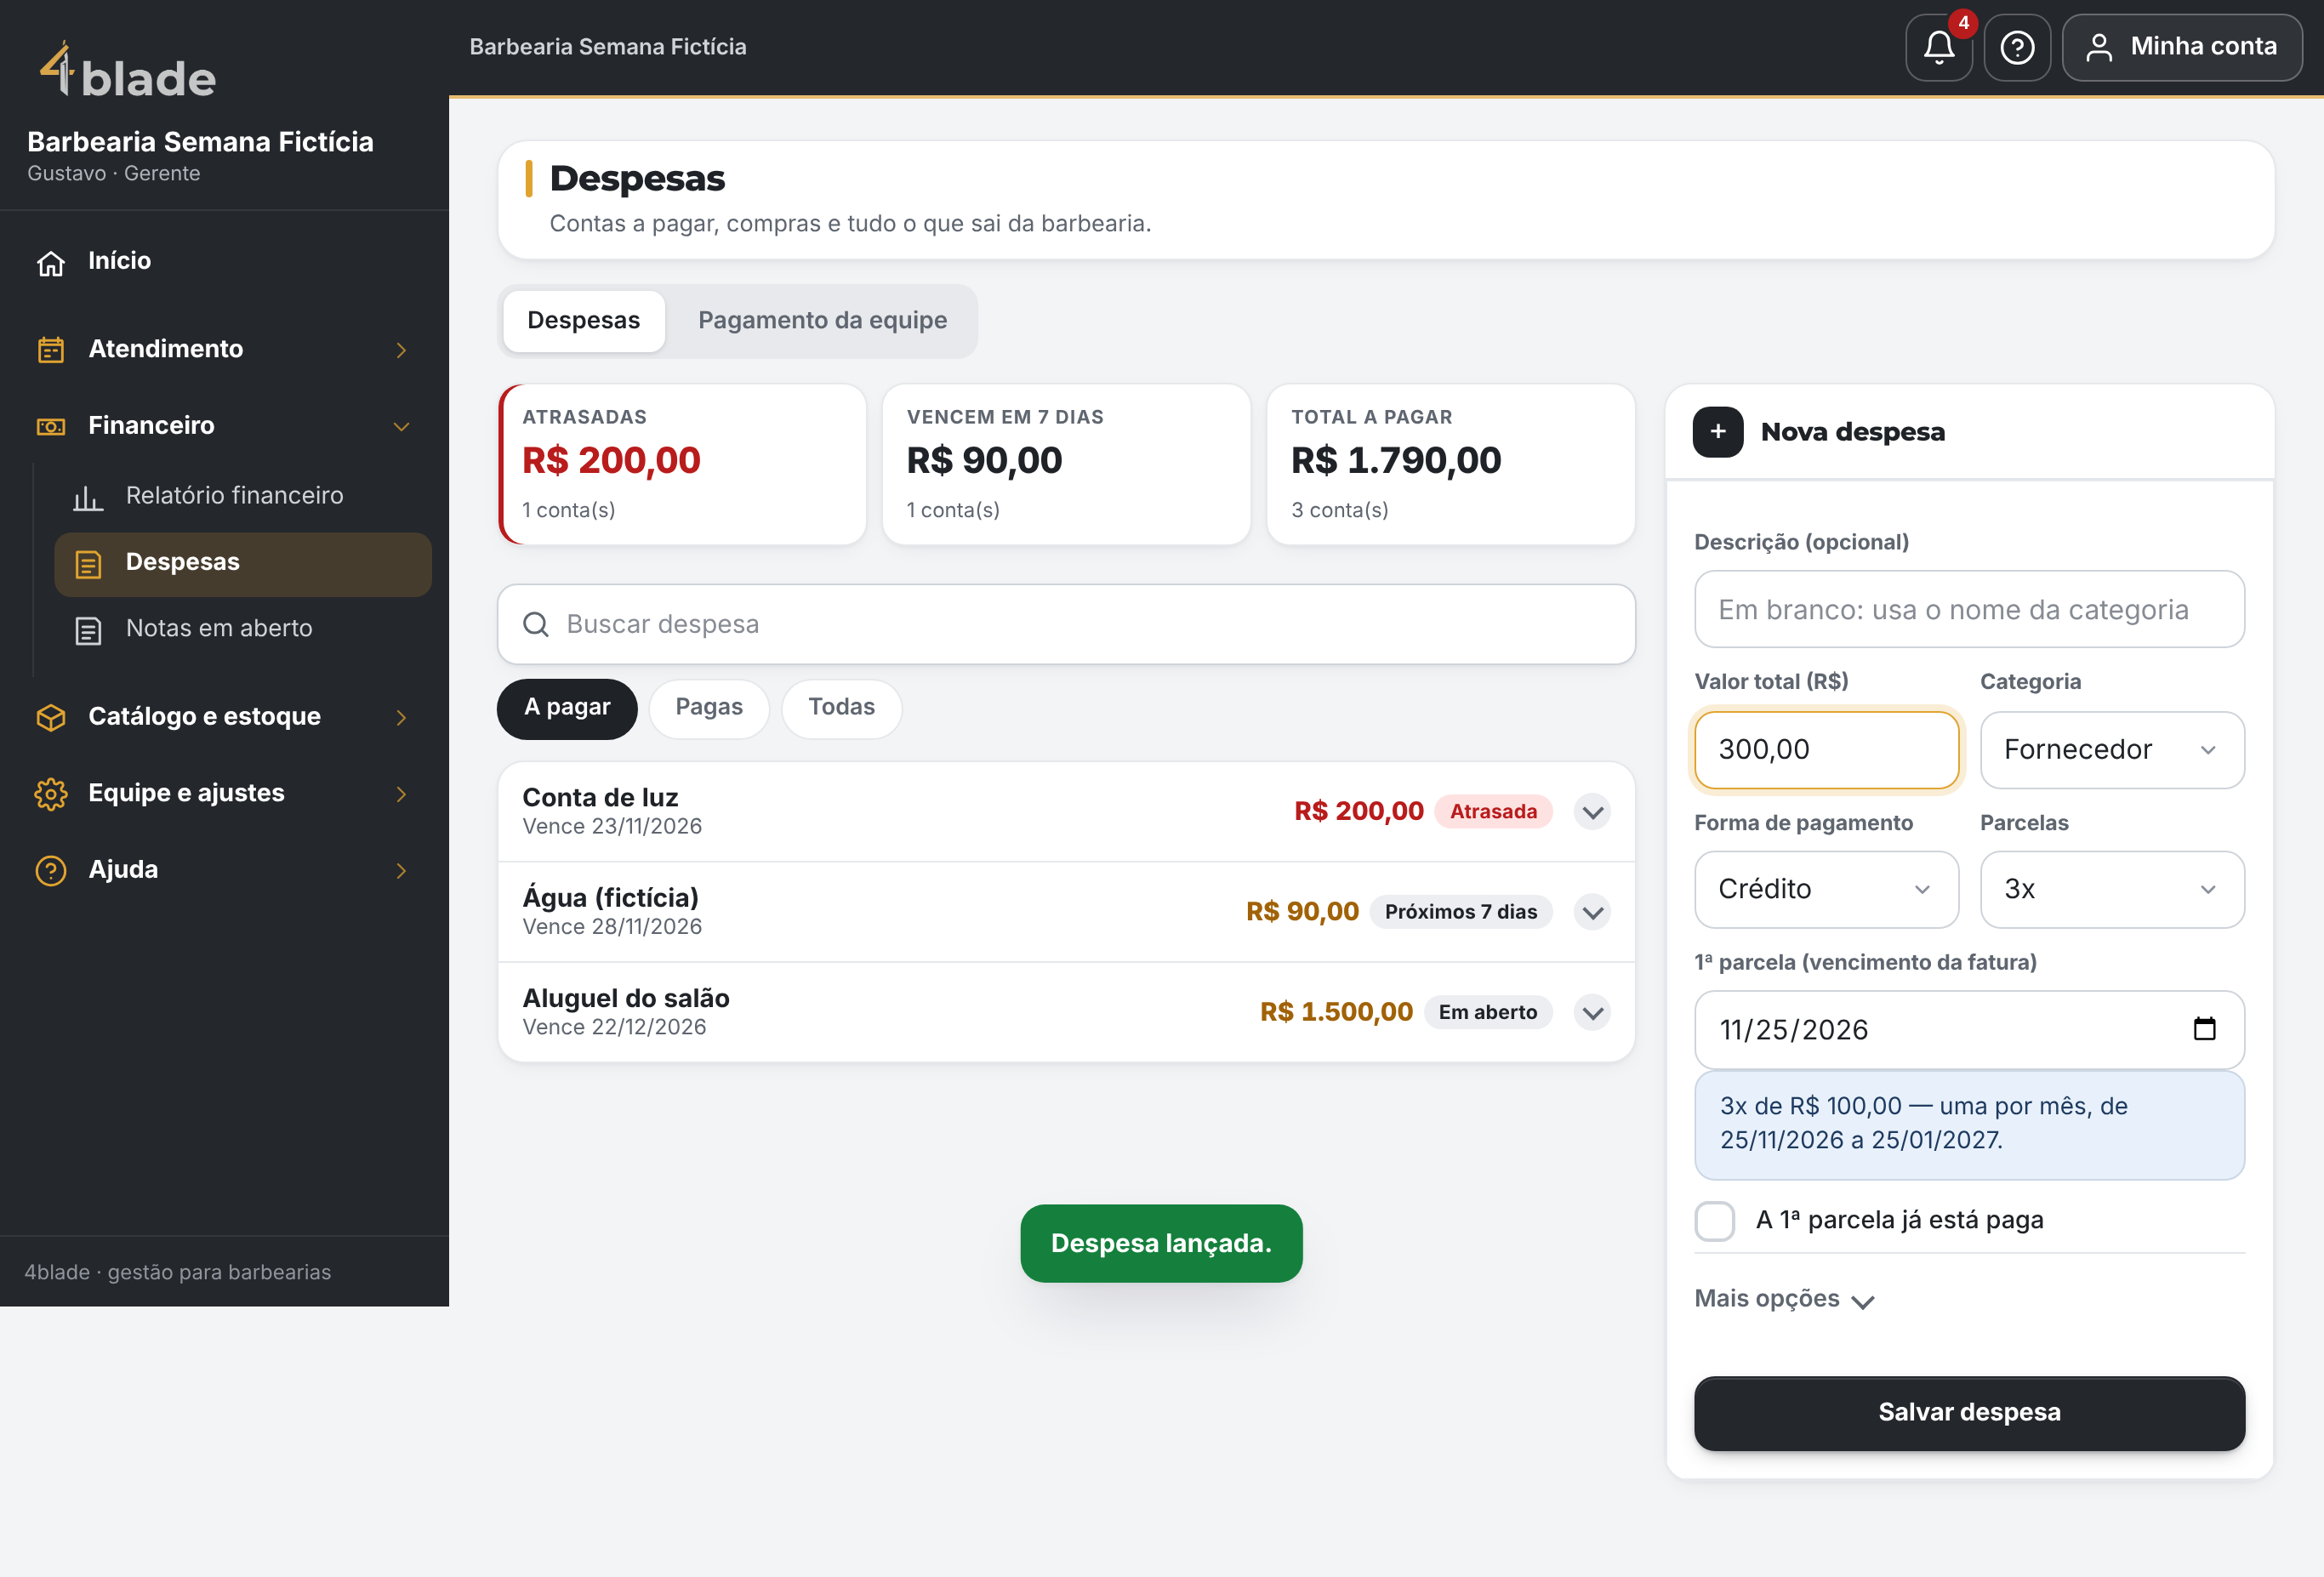 4blade
Barbearia Semana Fictícia
Gustavo · Gerente
Início
Atendimento
Financeiro
Relatório financeiro
Despesas
Notas em aberto
Catálogo e estoque
Equipe e ajustes
Ajuda
4blade · gestão para barbearias
Barbearia Semana Fictícia
4
Minha conta
Despesas
Contas a pagar, compras e tudo o que sai da barbearia.
Despesas
Pagamento da equipe
ATRASADAS
R$ 200,00
1 conta(s)
VENCEM EM 7 DIAS
R$ 90,00
1 conta(s)
TOTAL A PAGAR
R$ 1.790,00
3 conta(s)
Buscar despesa
A pagar
Pagas
Todas
Conta de luz
Vence 23/11/2026
R$ 200,00
Atrasada
Água (fictícia)
Vence 28/11/2026
R$ 90,00
Próximos 7 dias
Aluguel do salão
Vence 22/12/2026
R$ 1.500,00
Em aberto
Despesa lançada.
+
Nova despesa
Descrição (opcional)
Em branco: usa o nome da categoria
Valor total (R$)
300,00
Categoria
Fornecedor
Forma de pagamento
Crédito
Parcelas
3x
1ª parcela (vencimento da fatura)
11/25/2026
3x de R$ 100,00 — uma por mês, de
25/11/2026 a 25/01/2027.
A 1ª parcela já está paga
Mais opções
Salvar despesa